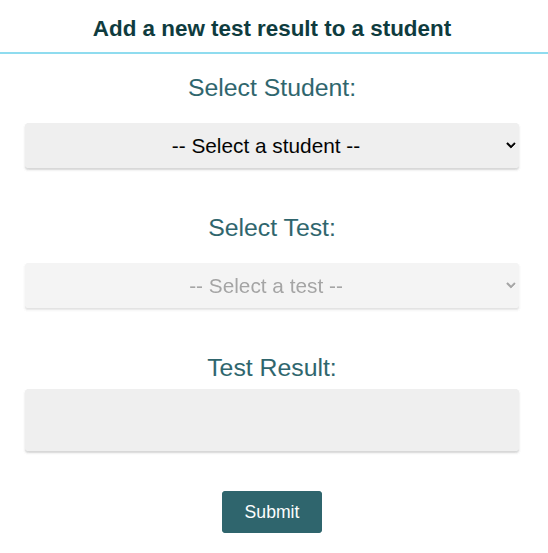 Add a new test result to a student
Select Student:
-- Select a student --
Select Test:
-- Select a test --
Test Result:
Submit